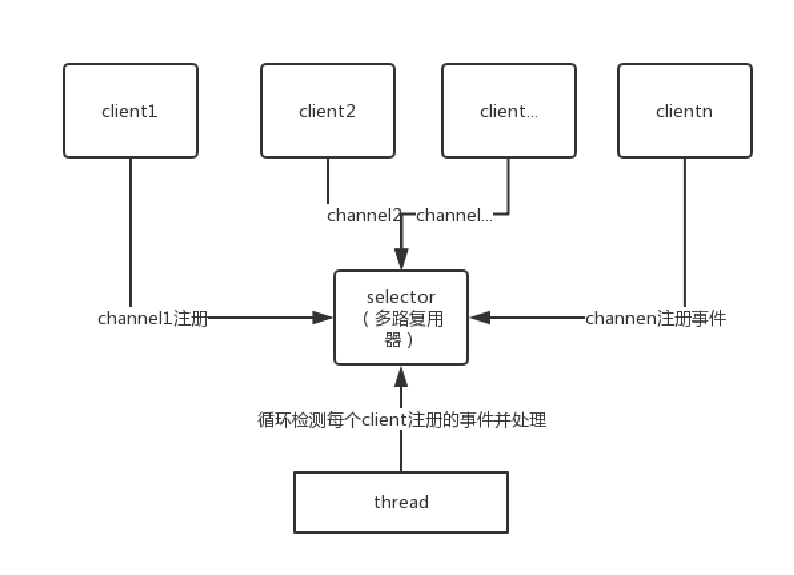 client1
client2
client...
clientn
channel2
channel...
channel1注册
selector
（多路复用
器）
channen注册事件
循环检测每个client注册的事件并处理
thread